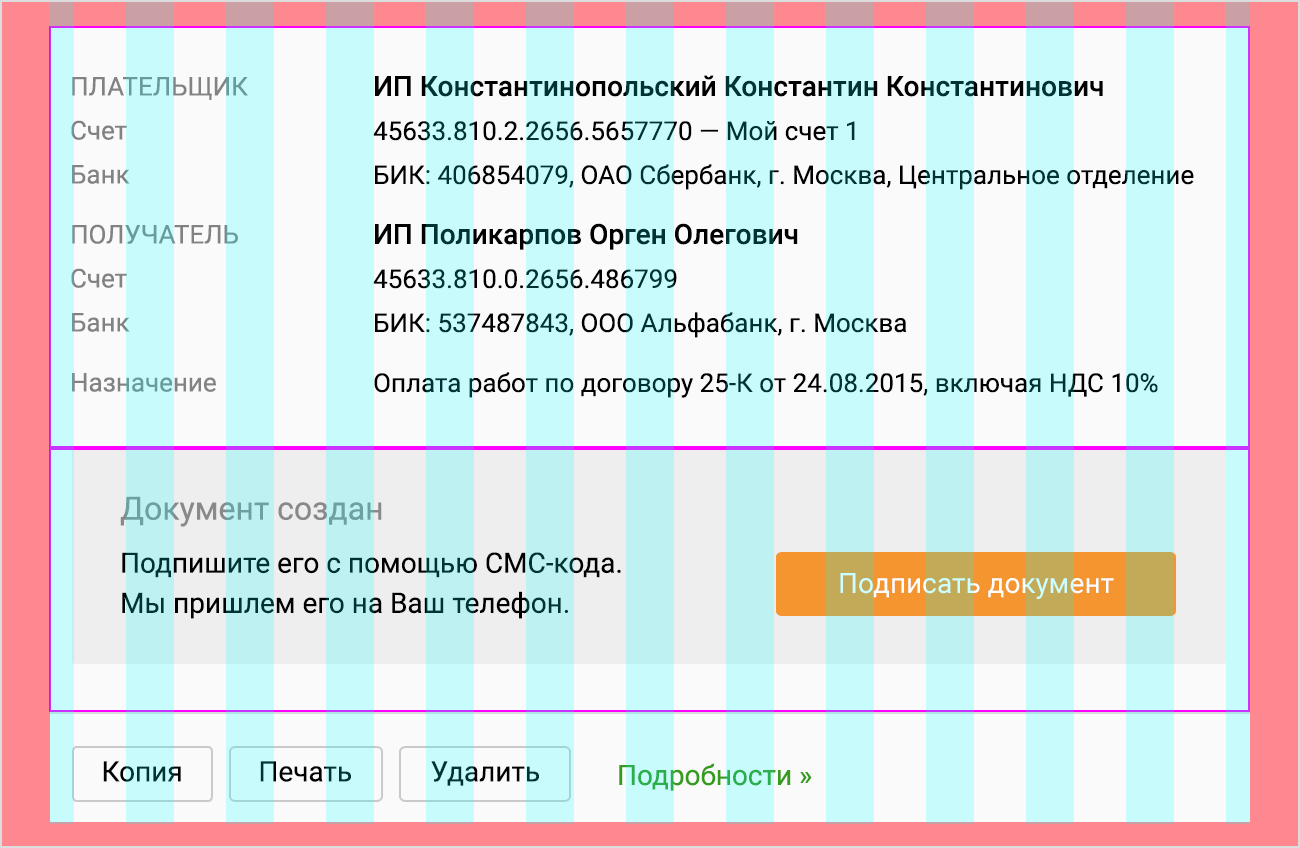 ПЛАТЕЛЬЩИК ИП Константинопольский Константин Константинович
Счет 45633.810.2.2656.5657770 — Мой счет 1
Банк БИК: 406854079, ОАО Сбербанк, г. Москва, Центральное отделение
ПОЛУЧАТЕЛЬ ИП Поликарпов Орген Олегович
Счет 45633.810.0.2656.486799
Банк БИК: 537487843, ООО Альфабанк, г. Москва
Назначение Оплата работ по договору 25-К от 24.08.2015, включая НДС 10%
Документ создан
Подпишите его с помощью СМС-кода.
Мы пришлем его на Ваш телефон.
Подписать документ
Копия Печать Удалить Подробности »